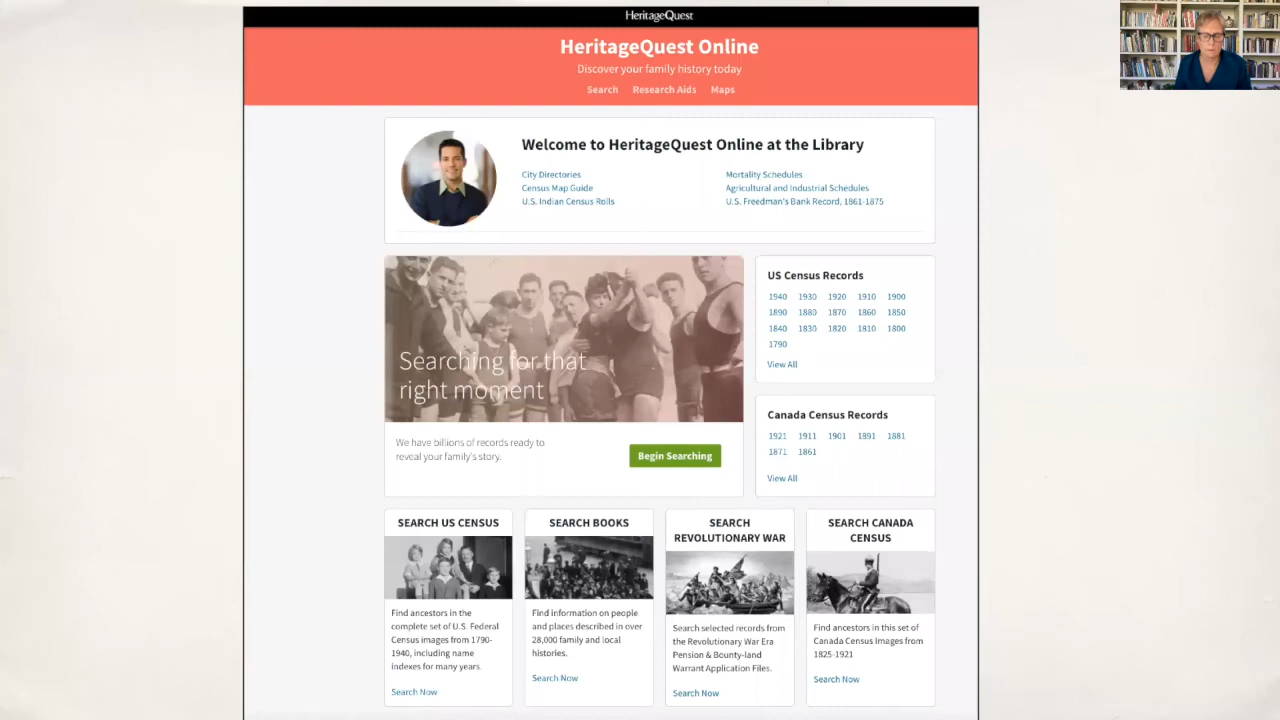 HeritageQuest
HeritageQuest Online
Discover your family history today
Search Research Aids Maps
Welcome to HeritageQuest Online at the Library
City Directories
Census Map Guide
U.S. Indian Census Rolls
Mortality Schedules
Agricultural and Industrial Schedules
U.S. Freedman's Bank Record, 1861-1875
Searching for that
right moment
We have billions of records ready to
reveal your family's story.
Begin Searching
US Census Records
1940 1930 1920 1910 1900
1890 1880 1870 1860 1850
1840 1830 1820 1810 1800
1790
View All
Canada Census Records
1921 1911 1901 1891 1881
1871 1861
View All
SEARCH US CENSUS
Find ancestors in the
complete set of U.S. Federal
Census images from 1790-
1940, including name
indexes for many years.
Search Now
SEARCH BOOKS
Find information on people
and places described in over
28,000 family and local
histories.
Search Now
SEARCH
REVOLUTIONARY WAR
Search selected records from
the Revolutionary War Era
Pension & Bounty-land
Warrant Application Files.
Search Now
SEARCH CANADA
CENSUS
Find ancestors in this set of
Canada Census Images from
1825-1921
Search Now